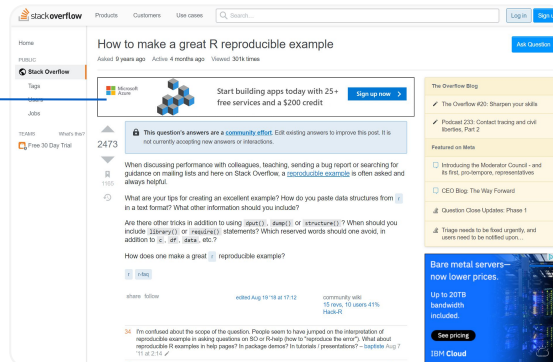 stackoverflow
Products
Customers
Use cases
Search...
Log in
Sign u
Home
PUBLIC
Stack Overflow
Tags
Users
Jobs
TEAMS What's this?
Free 30 Day Trial
How to make a great R reproducible example
Asked 9 years ago Active 4 months ago Viewed 301k times
Ask Question
Microsoft
Azure
Start building apps today with 25+
free services and a $200 credit
Sign up now
2473
This question's answers are a community effort. Edit existing answers to improve this post. It is
not currently accepting new answers or interactions.
When discussing performance with colleagues, teaching, sending a bug report or searching for
guidance on mailing lists and here on Stack Overflow, a reproducible example is often asked and
always helpful.
What are your tips for creating an excellent example? How do you paste data structures from r
in a text format? What other information should you include?
Are there other tricks in addition to using dput(), dump() or structure()? When should you
include library() or require() statements? Which reserved words should one avoid, in
addition to c, df, data, etc.?
How does one make a great r reproducible example?
r r-faq
share follow
edited Aug 19 '18 at 17:12
community wiki
15 revs, 10 users 41%
Hack-R
34 I'm confused about the scope of the question. People seem to have jumped on the interpretation of
reproducible example in asking questions on SO or R-help (how to "reproduce the error"). What about
reproducible R examples in help pages? In package demos? In tutorials / presentations? – baptiste Aug 7
'11 at 2:14
The Overflow Blog
The Overflow #20: Sharpen your skills
Podcast 233: Contact tracing and civil
liberties, Part 2
Featured on Meta
Introducing the Moderator Council - and
its first, pro-tempore, representatives
CEO Blog: The Way Forward
Question Close Updates: Phase 1
Triage needs to be fixed urgently, and
users need to be notified upon...
Bare metal servers—
now lower prices.
Up to 20TB
bandwidth
included.
See pricing
IBM Cloud